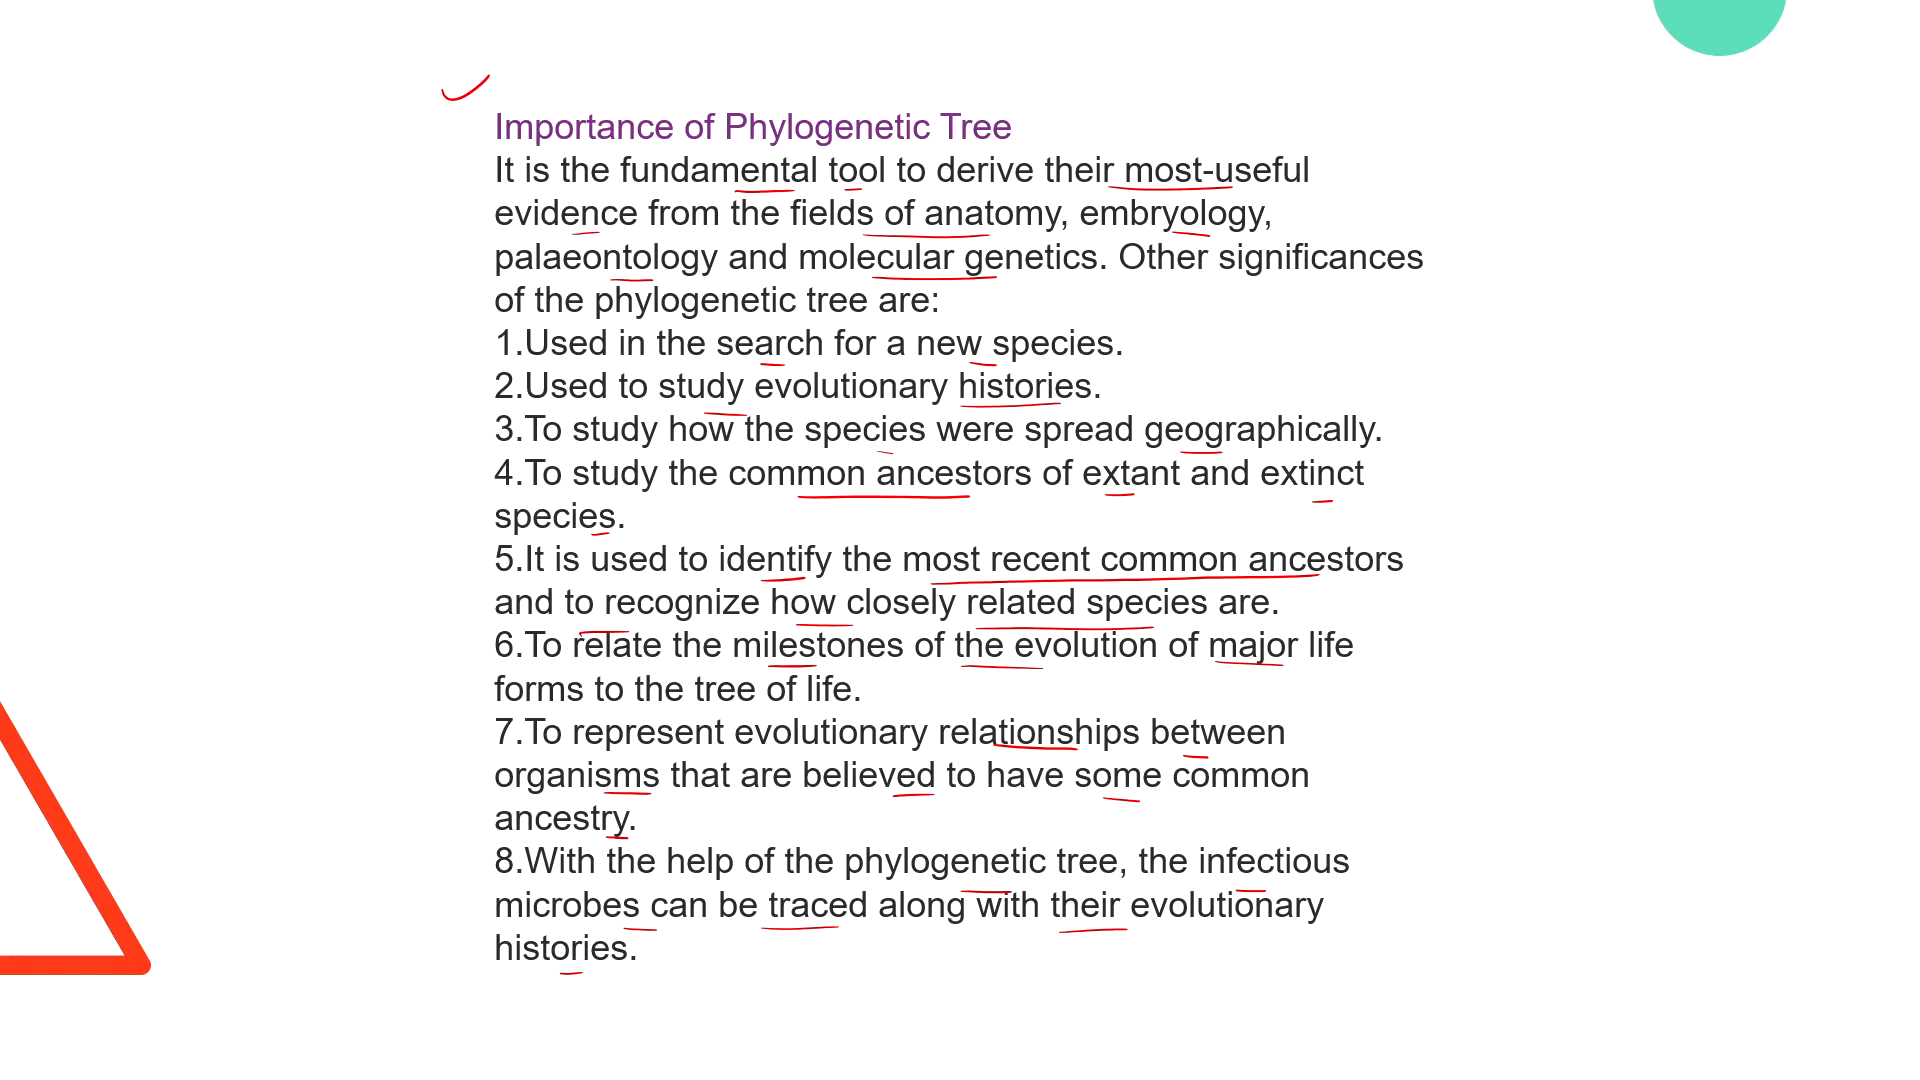 Importance of Phylogenetic Tree
It is the fundamental tool to derive their most-useful
evidence from the fields of anatomy, embryology,
palaeontology and molecular genetics. Other significances
of the phylogenetic tree are:
1.Used in the search for a new species.
2.Used to study evolutionary histories.
3.To study how the species were spread geographically.
4.To study the common ancestors of extant and extinct
species.
5.It is used to identify the most recent common ancestors
and to recognize how closely related species are.
6.To relate the milestones of the evolution of major life
forms to the tree of life.
7.To represent evolutionary relationships between
organisms that are believed to have some common
ancestry.
8.With the help of the phylogenetic tree, the infectious
microbes can be traced along with their evolutionary
histories.